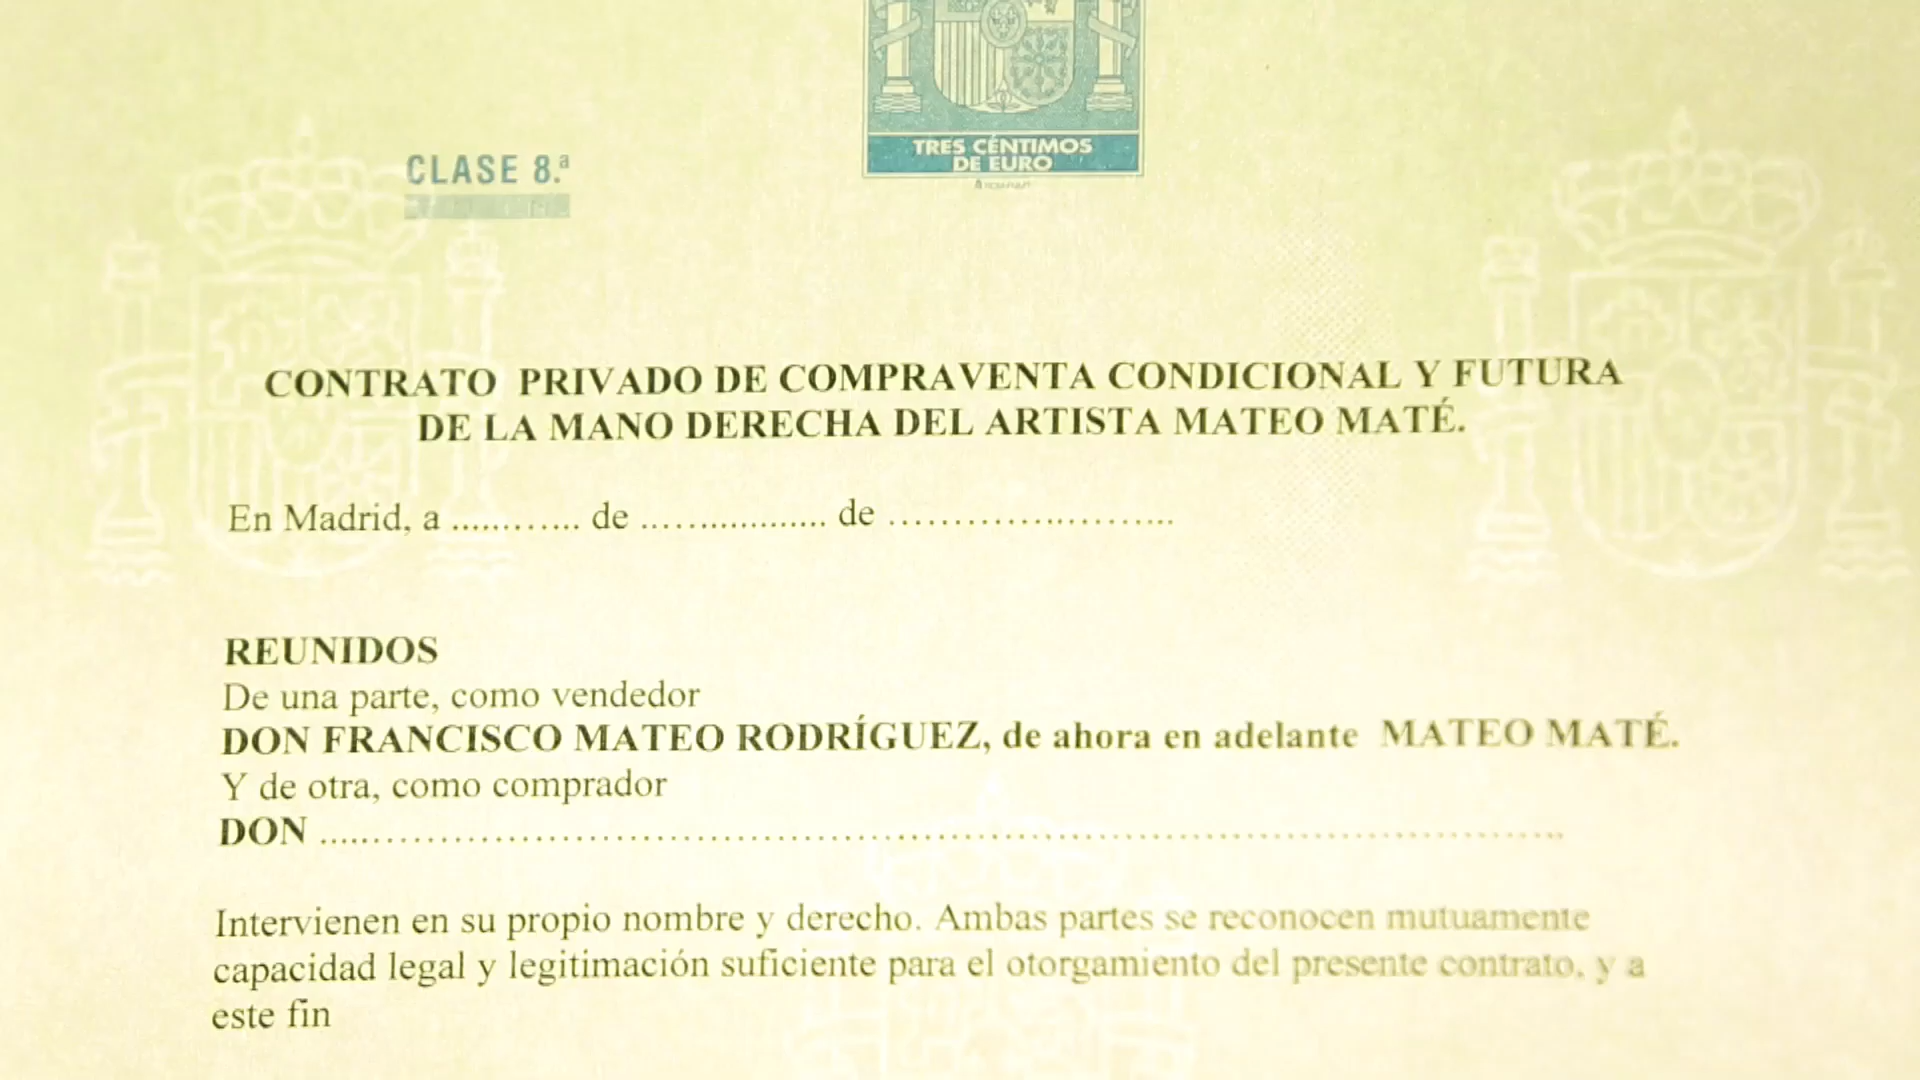 TRES CÉNTIMOS
DE EURO
CLASE 8.ª
CONTRATO PRIVADO DE COMPRAVENTA CONDICIONAL Y FUTURA
DE LA MANO DERECHA DEL ARTISTA MATEO MATÉ.
En Madrid, a ............ de .................. de ........................
REUNIDOS
De una parte, como vendedor
DON FRANCISCO MATEO RODRÍGUEZ, de ahora en adelante MATEO MATÉ.
Y de otra, como comprador
DON ................................................................................
Intervienen en su propio nombre y derecho. Ambas partes se reconocen mutuamente
capacidad legal y legitimación suficiente para el otorgamiento del presente contrato, y a
este fin